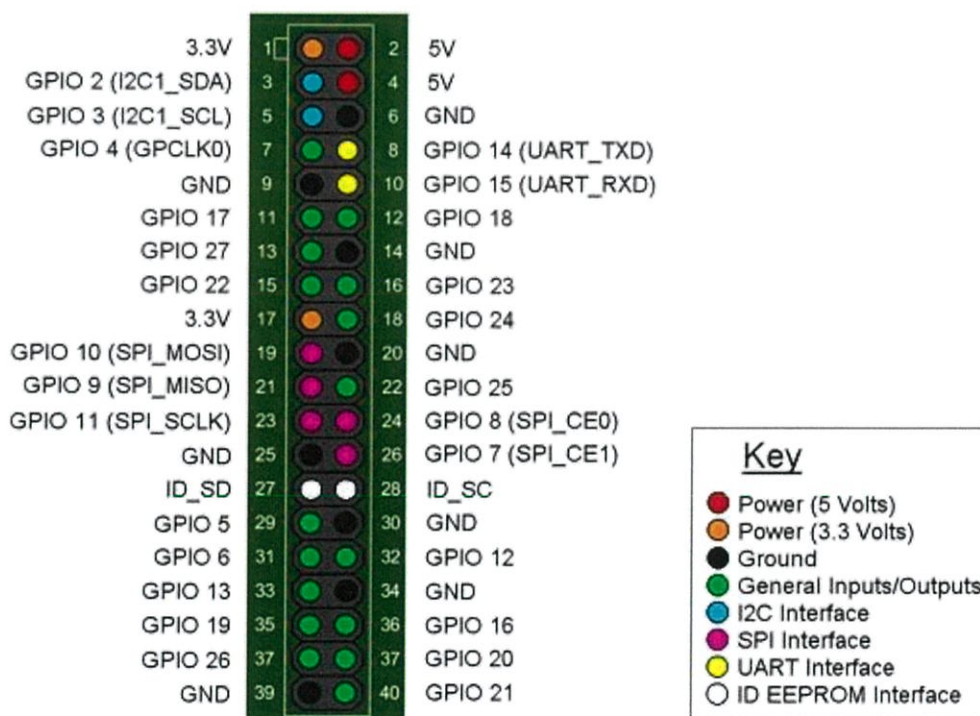 3.3V 1 2 5V
GPIO 2 (I2C1_SDA) 3 4 5V
GPIO 3 (I2C1_SCL) 5 6 GND
GPIO 4 (GPCLK0) 7 8 GPIO 14 (UART_TXD)
GND 9 10 GPIO 15 (UART_RXD)
GPIO 17 11 12 GPIO 18
GPIO 27 13 14 GND
GPIO 22 15 16 GPIO 23
3.3V 17 18 GPIO 24
GPIO 10 (SPI_MOSI) 19 20 GND
GPIO 9 (SPI_MISO) 21 22 GPIO 25
GPIO 11 (SPI_SCLK) 23 24 GPIO 8 (SPI_CE0)
GND 25 26 GPIO 7 (SPI_CE1)
ID_SD 27 28 ID_SC
GPIO 5 29 30 GND
GPIO 6 31 32 GPIO 12
GPIO 13 33 34 GND
GPIO 19 35 36 GPIO 16
GPIO 26 37 37 GPIO 20
GND 39 40 GPIO 21
Key
Power (5 Volts)
Power (3.3 Volts)
Ground
General Inputs/Outputs
I2C Interface
SPI Interface
UART Interface
ID EEPROM Interface